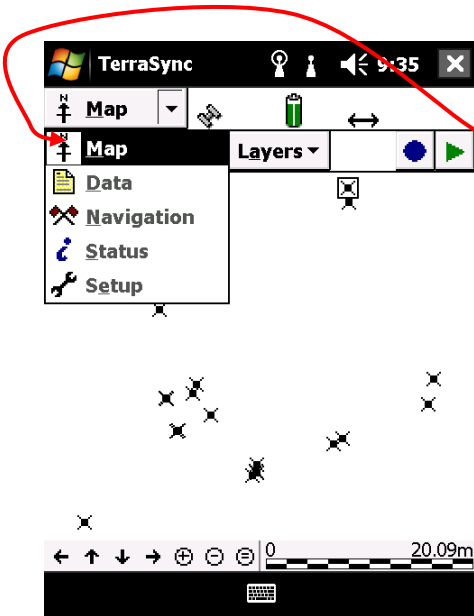 TerraSync 9:35
Map
Map Layers
Data
Navigation
Status
Setup
0 20.09m